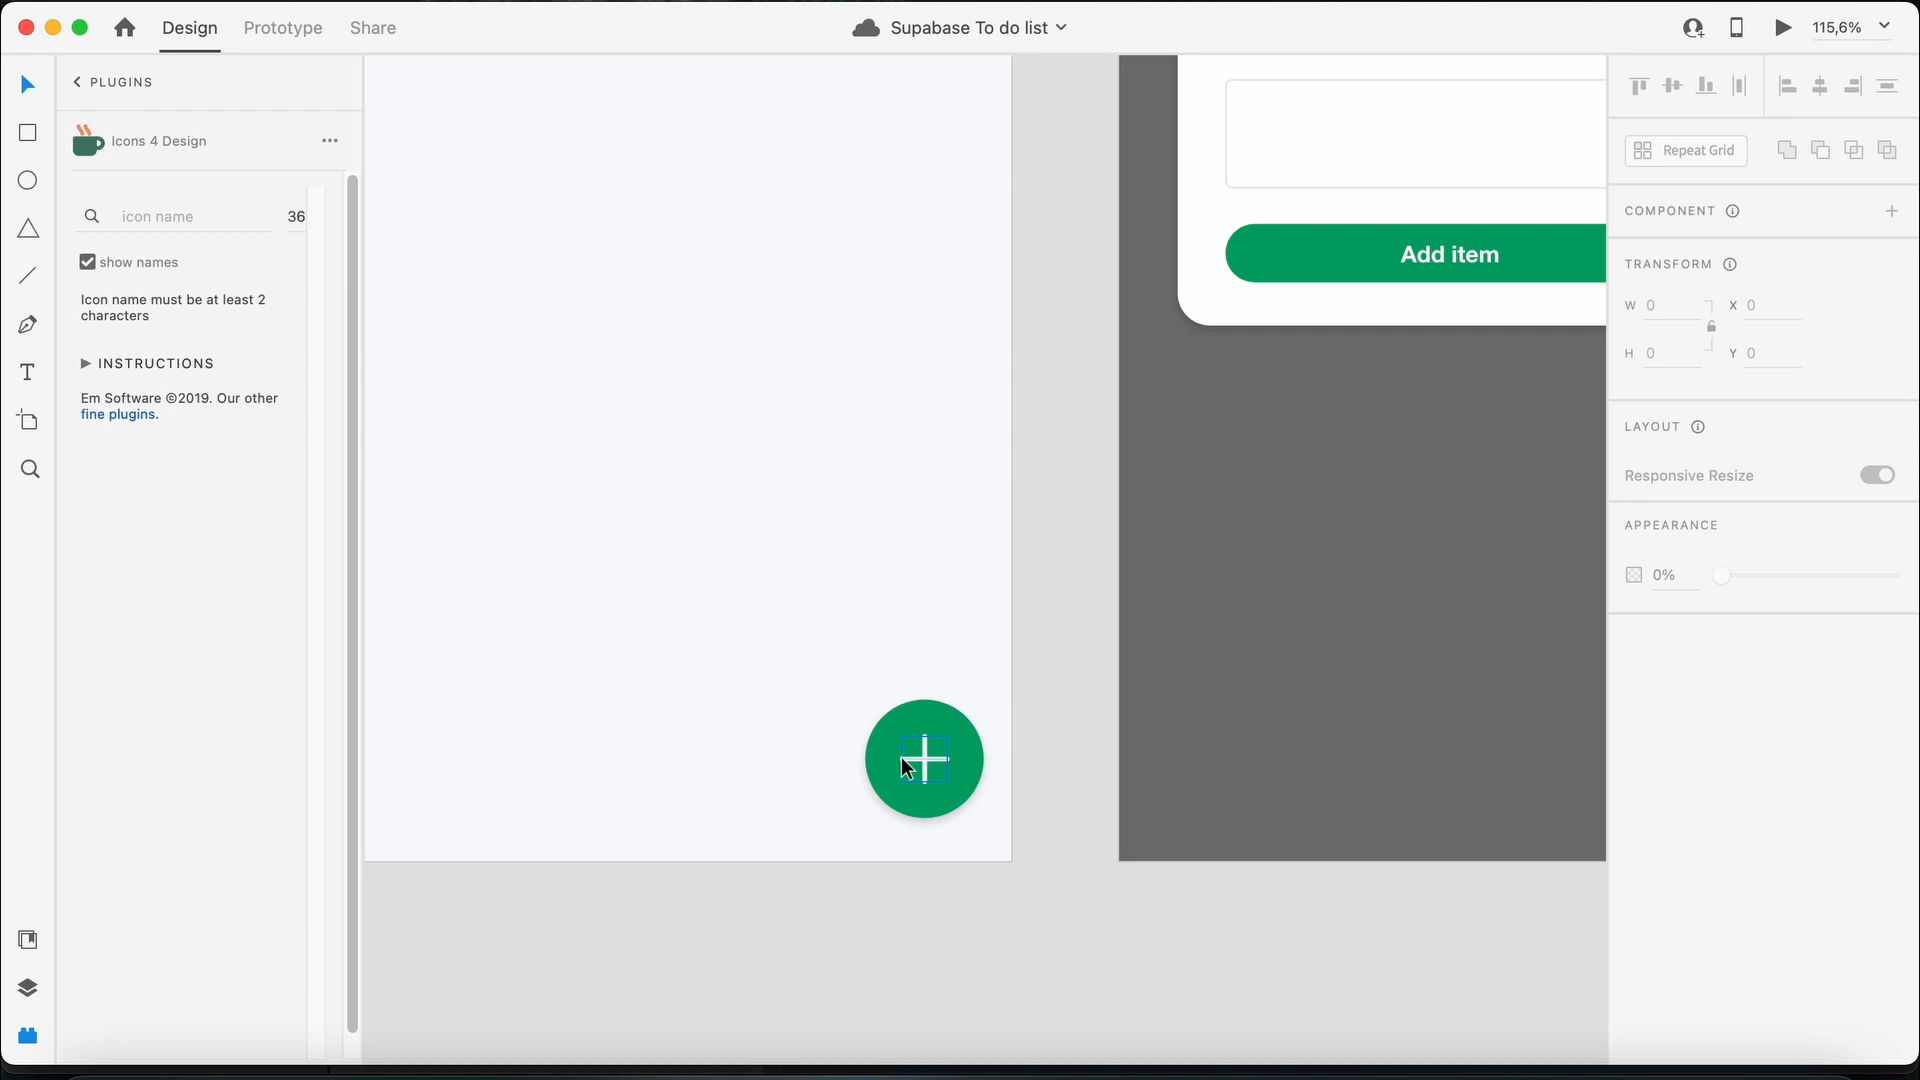 Design
Prototype
Share
Supabase To do list
115,6%
PLUGINS
Icons 4 Design
icon name
36
show names
Icon name must be at least 2
characters
INSTRUCTIONS
Em Software ©2019. Our other
fine plugins.
Add item
Repeat Grid
COMPONENT
TRANSFORM
W 0
X 0
H 0
Y 0
LAYOUT
Responsive Resize
APPEARANCE
0%